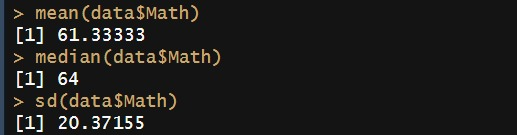 > mean(data$Math)
[1] 61.33333
> median(data$Math)
[1] 64
> sd(data$Math)
[1] 20.37155